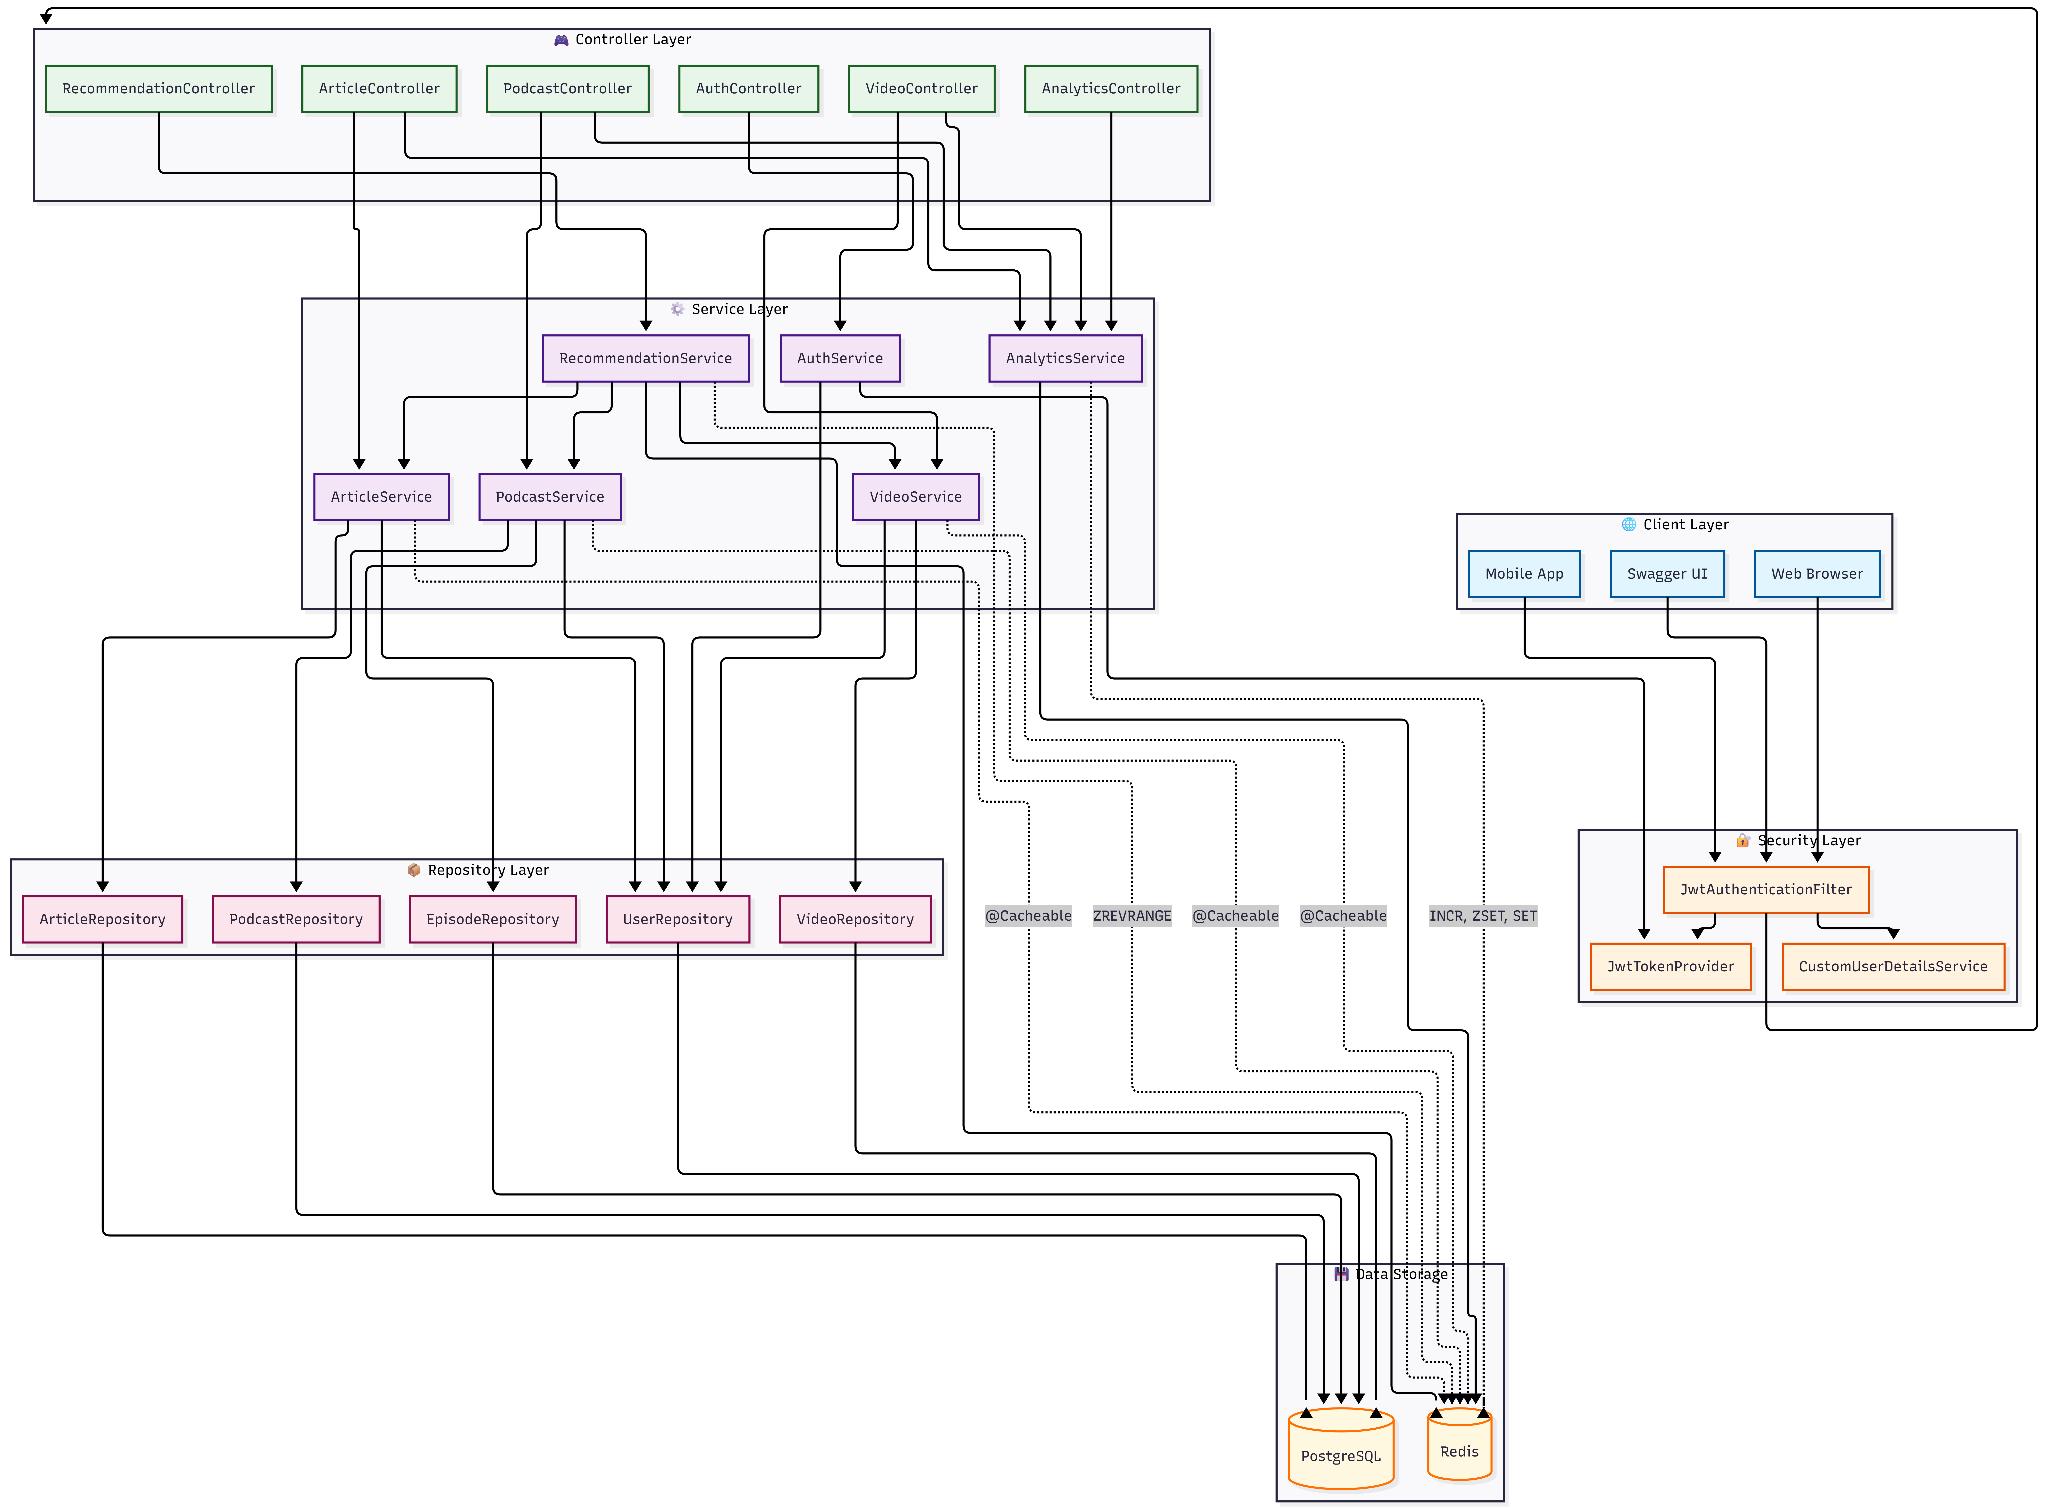 🎮 Controller Layer
RecommendationController
ArticleController
PodcastController
AuthController
VideoController
AnalyticsController
⚙️ Service Layer
RecommendationService
AuthService
AnalyticsService
ArticleService
PodcastService
VideoService
🌐 Client Layer
Mobile App
Swagger UI
Web Browser
🔐 Security Layer
JwtAuthenticationFilter
JwtTokenProvider
CustomUserDetailsService
📦 Repository Layer
ArticleRepository
PodcastRepository
EpisodeRepository
UserRepository
VideoRepository
@Cacheable
ZREVRANGE
@Cacheable
@Cacheable
INCR, ZSET, SET
💾 Data Storage
PostgreSQL
Redis